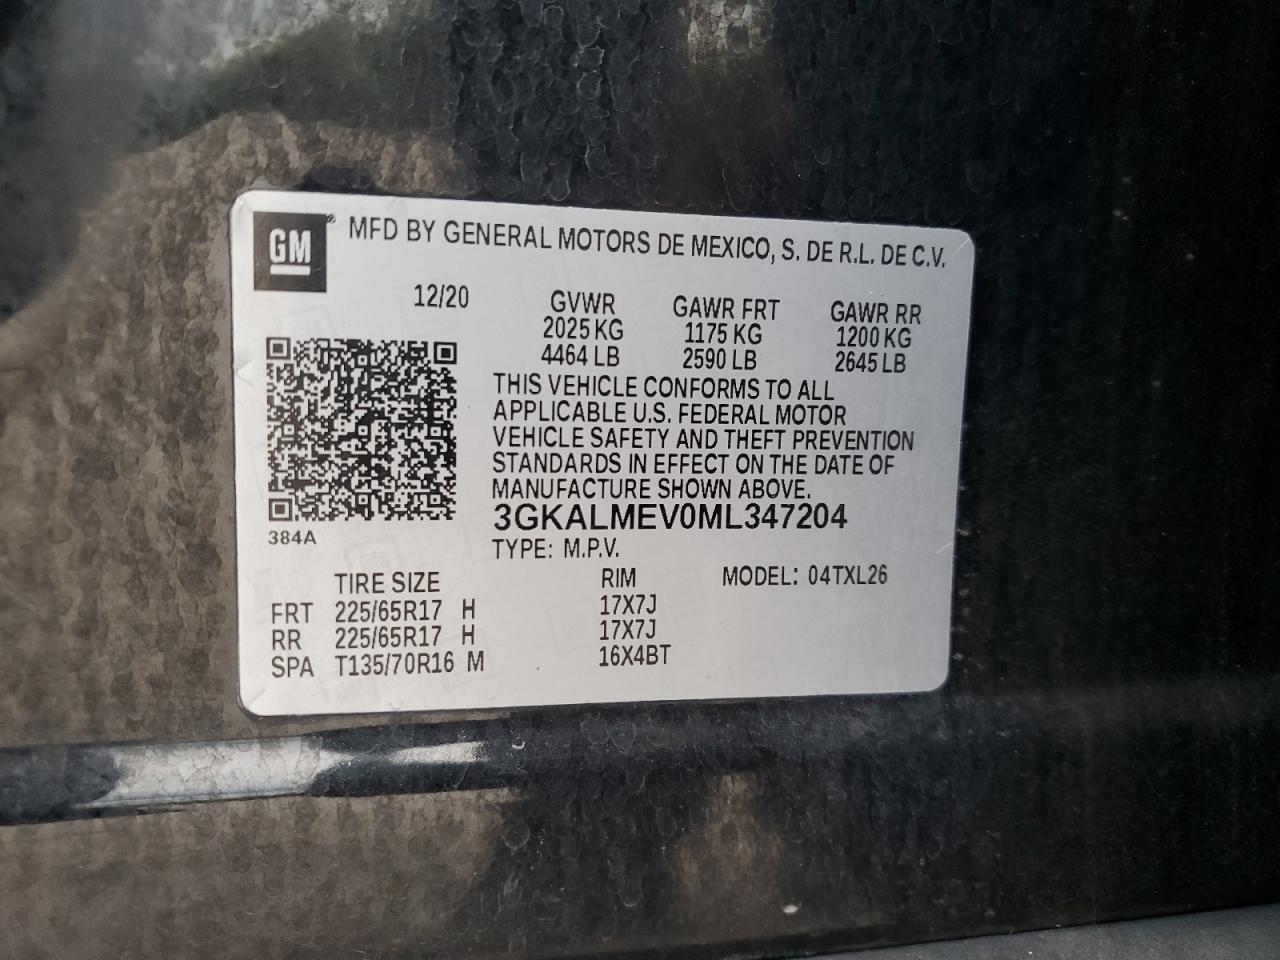 GM ® MFD BY GENERAL MOTORS DE MEXICO, S. DE R.L. DE C.V.
12/20 GVWR GAWR FRT GAWR RR
2025 KG 1175 KG 1200 KG
4464 LB 2590 LB 2645 LB
THIS VEHICLE CONFORMS TO ALL
APPLICABLE U.S. FEDERAL MOTOR
VEHICLE SAFETY AND THEFT PREVENTION
STANDARDS IN EFFECT ON THE DATE OF
MANUFACTURE SHOWN ABOVE.
3GKALMEV0ML347204
384A
TYPE: M.P.V.
TIRE SIZE RIM MODEL: 04TXL26
FRT 225/65R17 H 17X7J
RR 225/65R17 H 17X7J
SPA T135/70R16 M 16X4BT